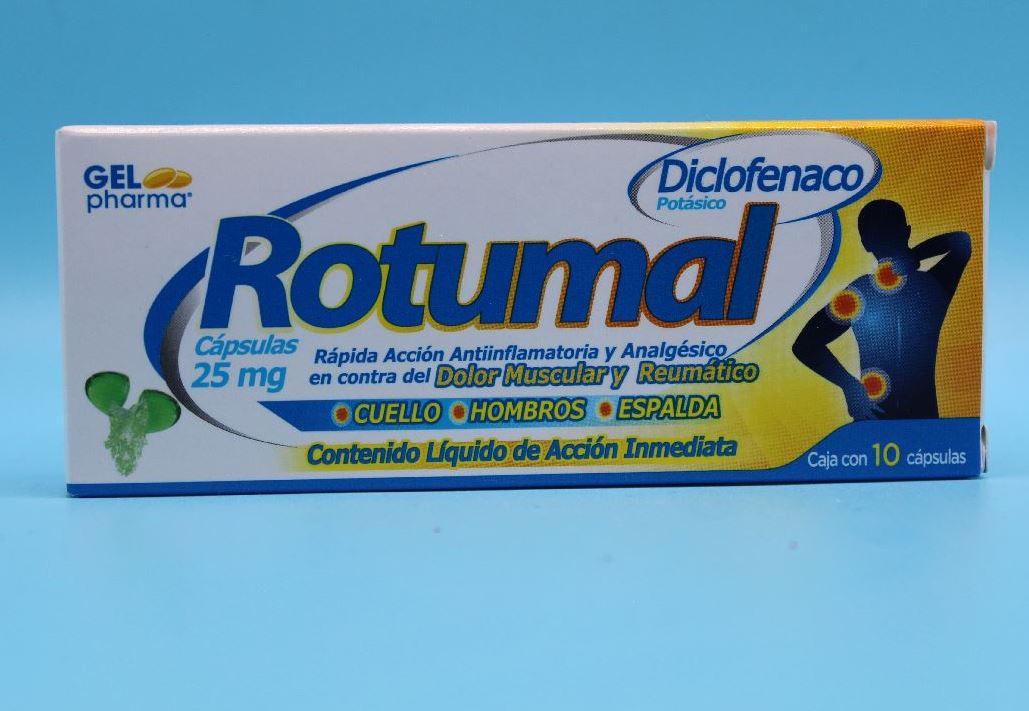 GEL
pharma®
Diclofenaco
Potásico
Rotumal
Cápsulas
25 mg
Rápida Acción Antiinflamatoria y Analgésico
en contra del Dolor Muscular y Reumático
CUELLO HOMBROS ESPALDA
Contenido Líquido de Acción Inmediata
Caja con 10 cápsulas